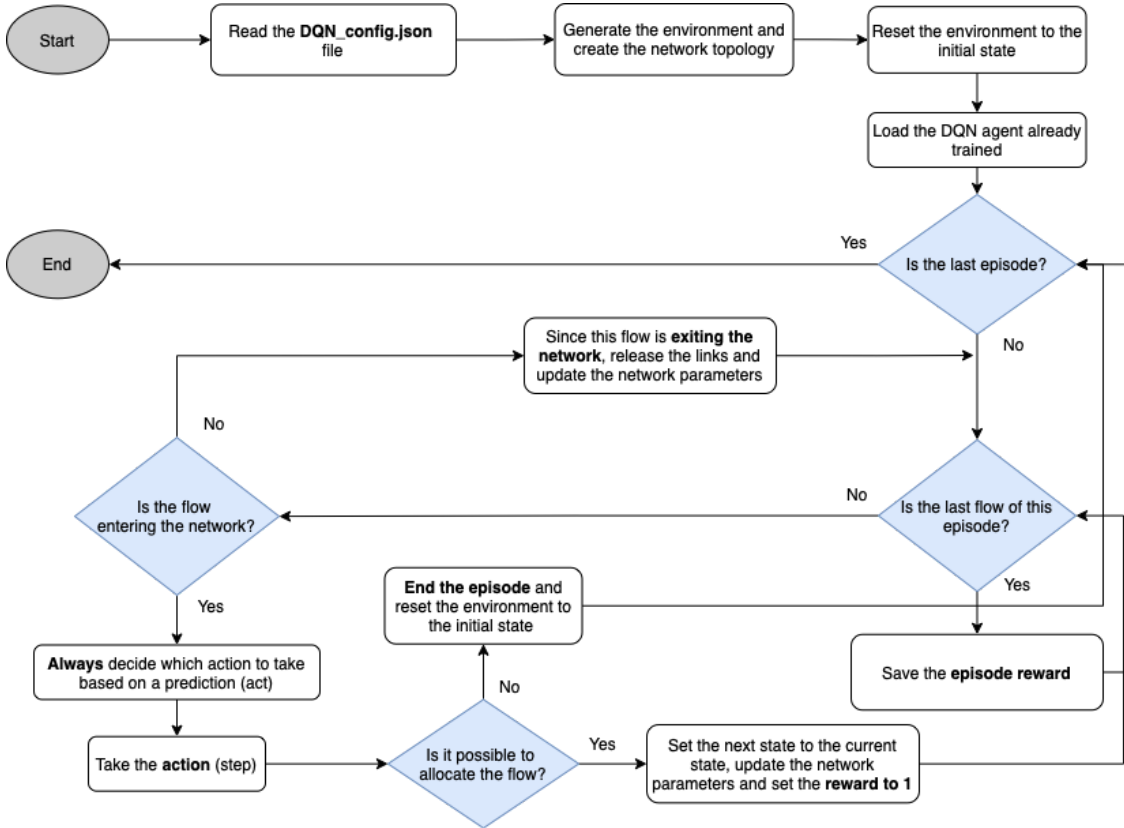 Start
Read the DQN_config.json
file
Generate the environment and
create the network topology
Reset the environment to the
initial state
Load the DQN agent already
trained
Is the last episode?
Yes
End
No
Since this flow is exiting the
network, release the links and
update the network parameters
No
Is the flow
entering the network?
No
Is the last flow of this
episode?
Yes
Yes
End the episode and
reset the environment to
the initial state
Always decide which action to take
based on a prediction (act)
Save the episode reward
No
Take the action (step)
Is it possible to
allocate the flow?
Yes
Set the next state to the current
state, update the network
parameters and set the reward to 1